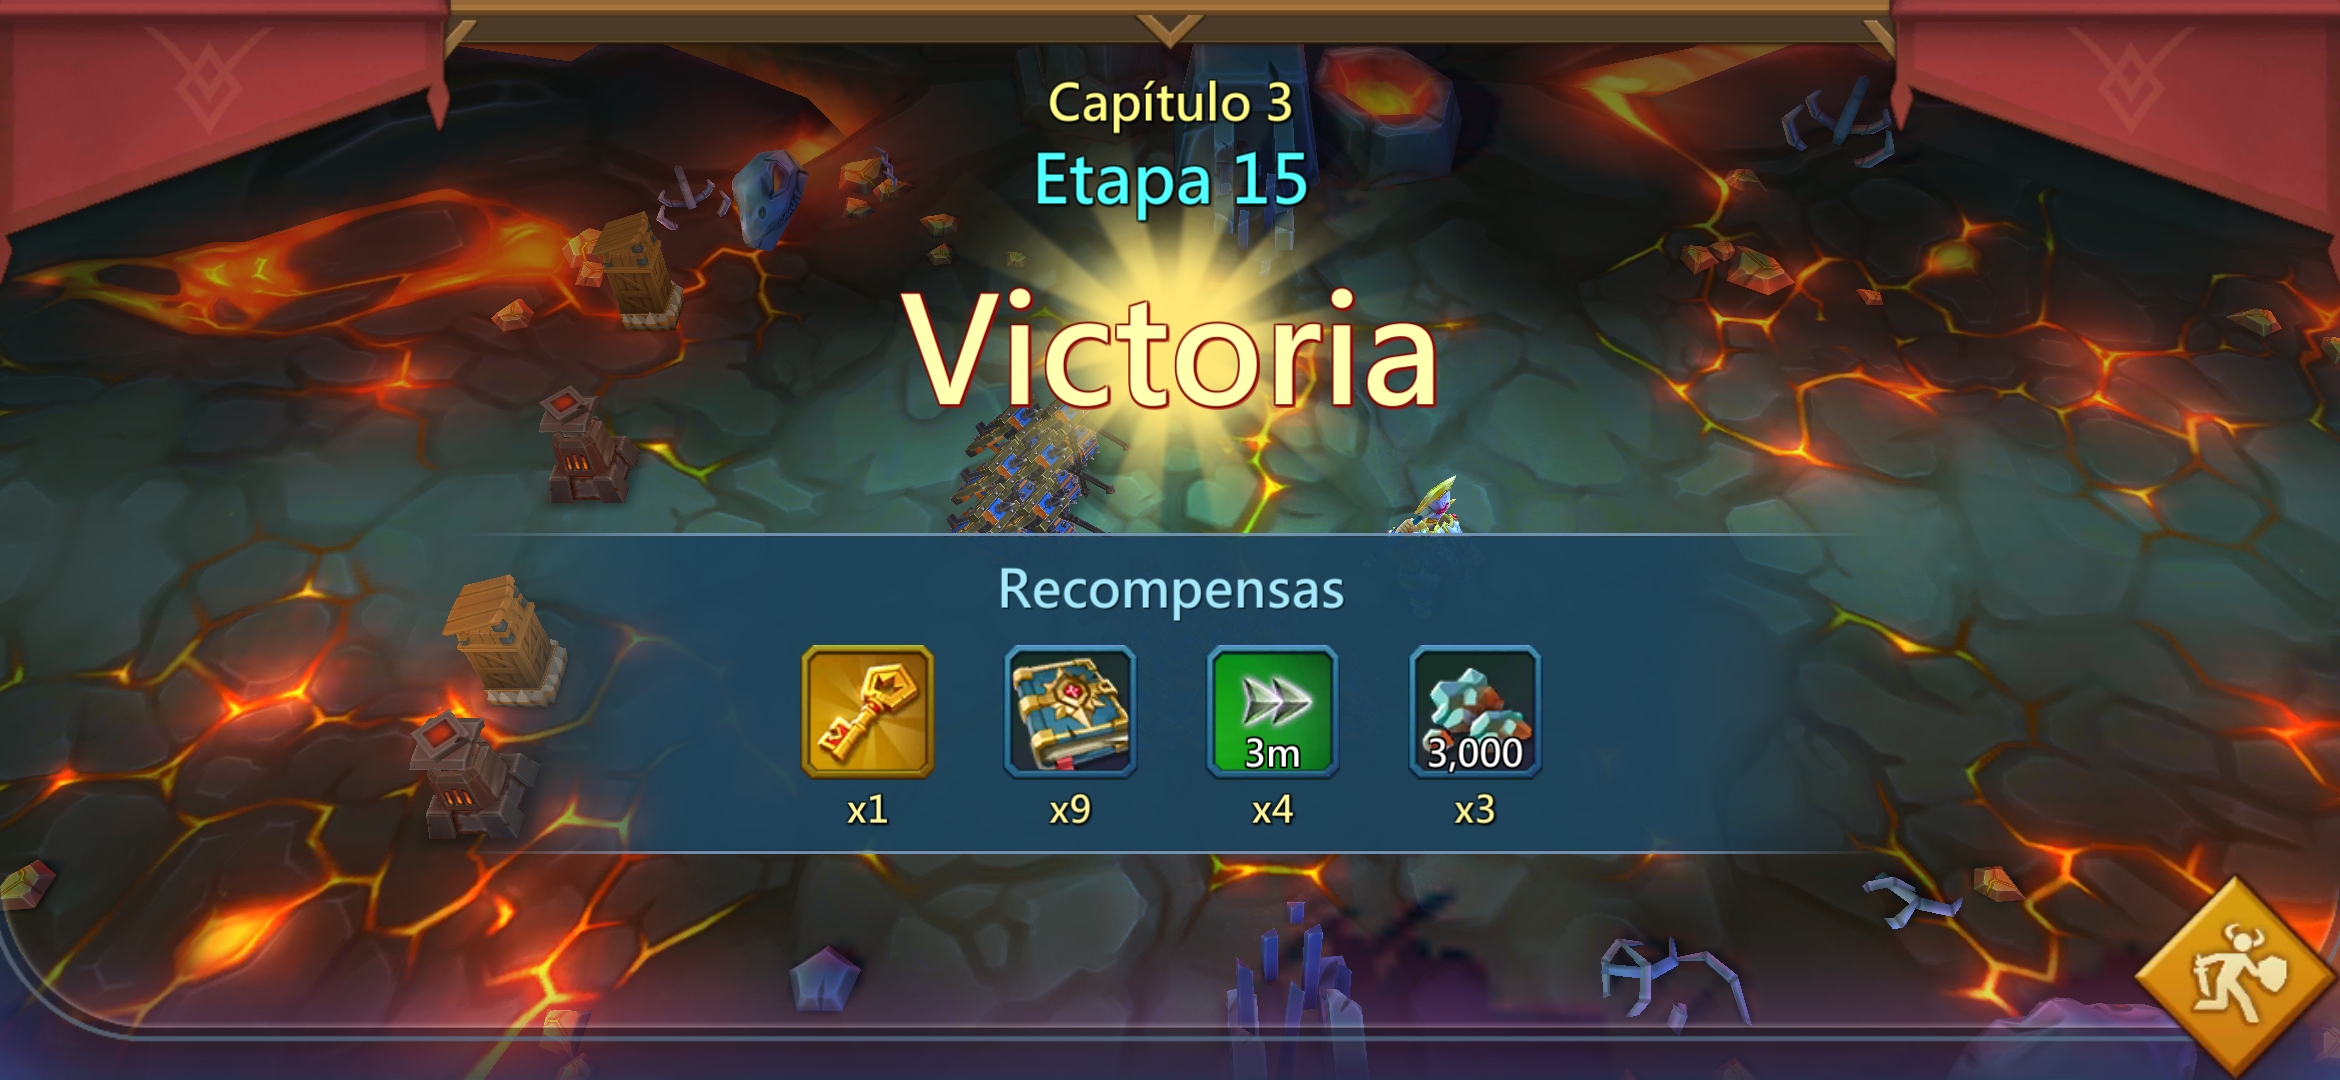 Capítulo 3
Etapa 15
Victoria
Recompensas
3m
3,000
x1
x9
x4
x3